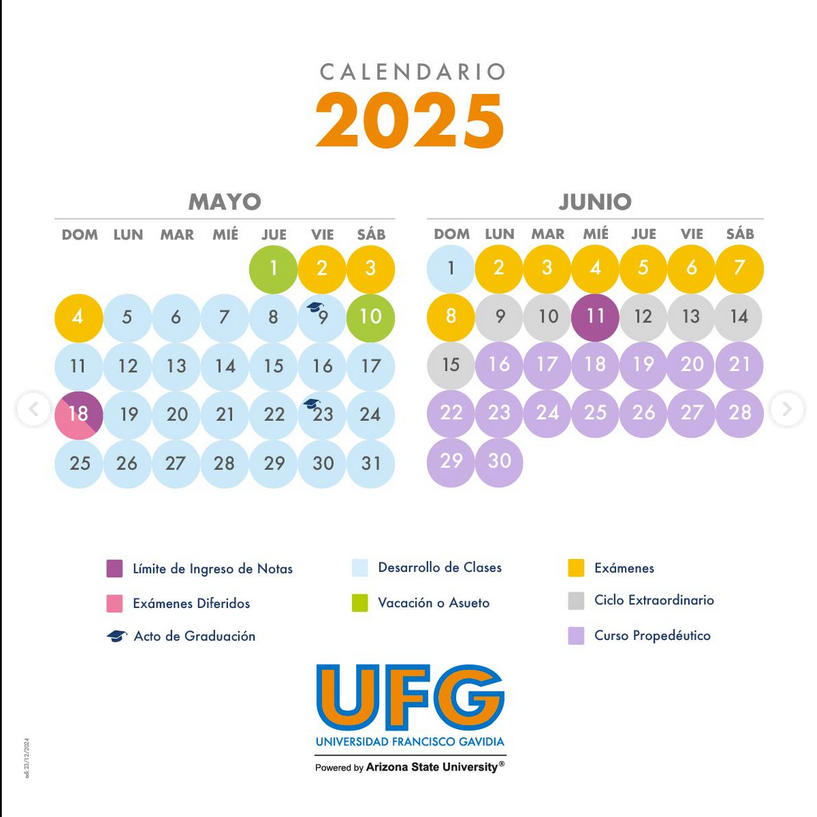 CALENDARIO
2025
MAYO
DOM LUN MAR MIÉ JUE VIE SÁB
1 2 3
4 5 6 7 8 9 10
11 12 13 14 15 16 17
18 19 20 21 22 23 24
25 26 27 28 29 30 31
JUNIO
DOM LUN MAR MIÉ JUE VIE SÁB
1 2 3 4 5 6 7
8 9 10 11 12 13 14
15 16 17 18 19 20 21
22 23 24 25 26 27 28
29 30
Límite de Ingreso de Notas
Exámenes Diferidos
Acto de Graduación
Desarrollo de Clases
Vacación o Asueto
Exámenes
Ciclo Extraordinario
Curso Propedéutico
UFG
UNIVERSIDAD FRANCISCO GAVIDIA
Powered by Arizona State University®
edi:23/12/2024